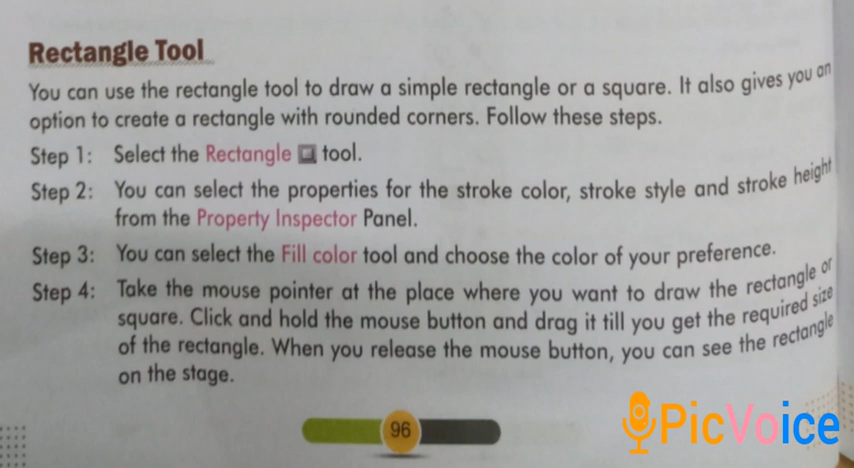 Rectangle Tool
You can use the rectangle tool to draw a simple rectangle or a square. It also gives you an
option to create a rectangle with rounded corners. Follow these steps.
Step 1: Select the Rectangle tool.
Step 2: You can select the properties for the stroke color, stroke style and stroke height
from the Property Inspector Panel.
Step 3: You can select the Fill color tool and choose the color of your preference.
Step 4: Take the mouse pointer at the place where you want to draw the rectangle or
square. Click and hold the mouse button and drag it till you get the required size
of the rectangle. When you release the mouse button, you can see the rectangle
on the stage.
96
PicVoice